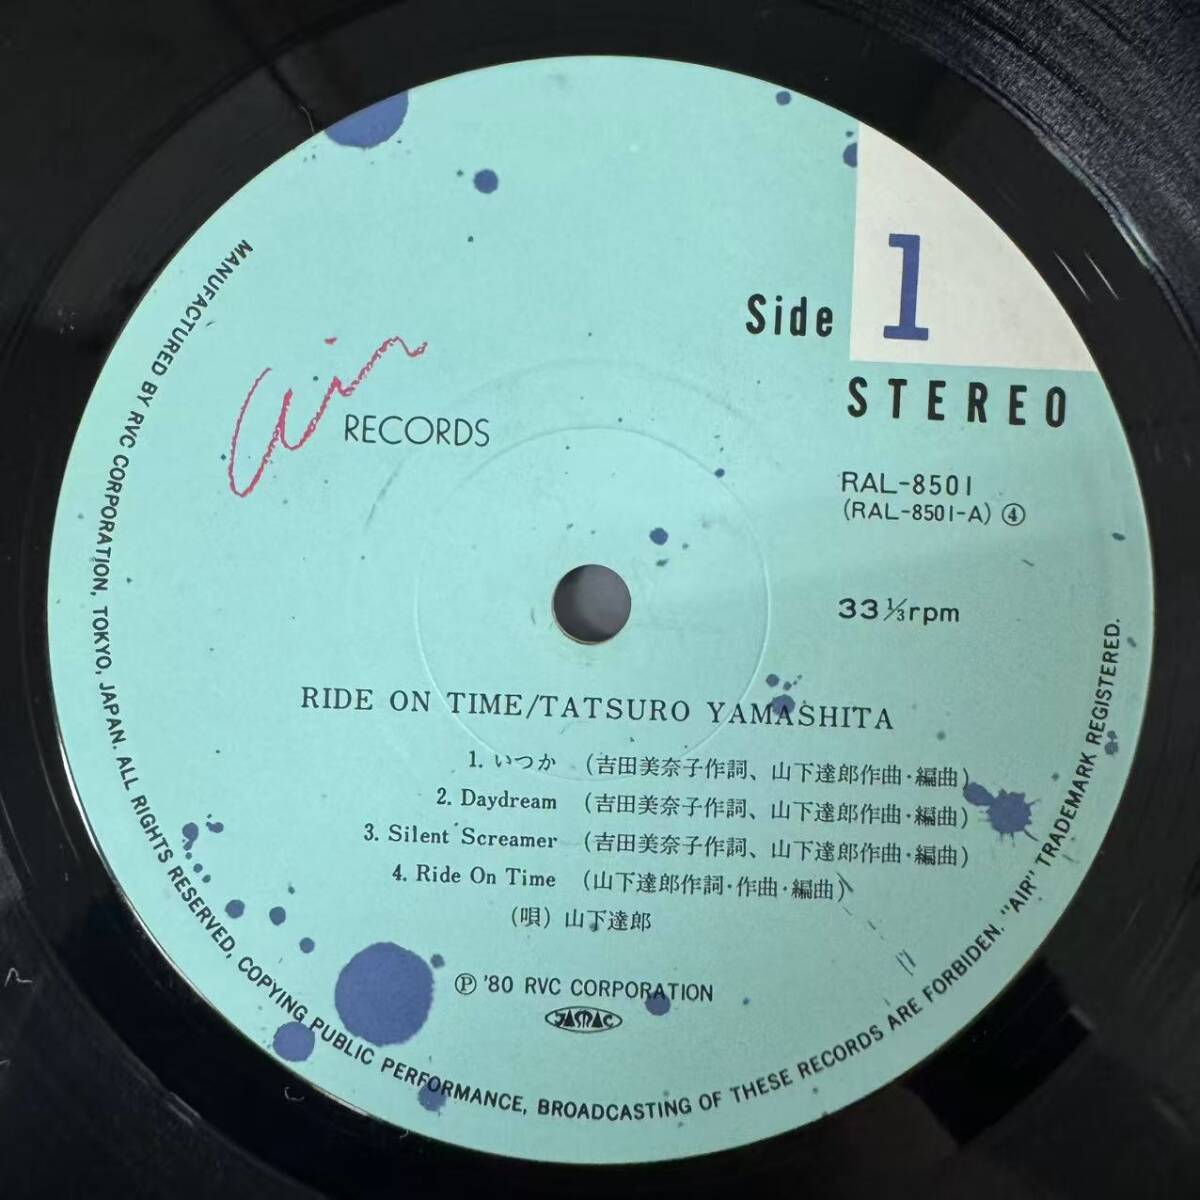 Side 1
STEREO
air RECORDS
RAL-8501
(RAL-8501-A) ④
33⅓rpm
RIDE ON TIME/TATSURO YAMASHITA
1. いつか (吉田美奈子作詞、山下達郎作曲・編曲)
2. Daydream (吉田美奈子作詞、山下達郎作曲・編曲)
3. Silent Screamer (吉田美奈子作詞、山下達郎作曲・編曲)
4. Ride On Time (山下達郎作詞・作曲・編曲)
(唄) 山下達郎
Ⓟ '80 RVC CORPORATION
JASRAC
MANUFACTURED BY RVC CORPORATION, TOKYO, JAPAN. ALL RIGHTS RESERVED, COPYING PUBLIC PERFORMANCE, BROADCASTING OF THESE RECORDS ARE FORBIDEN. "AIR" TRADEMARK REGISTERED.